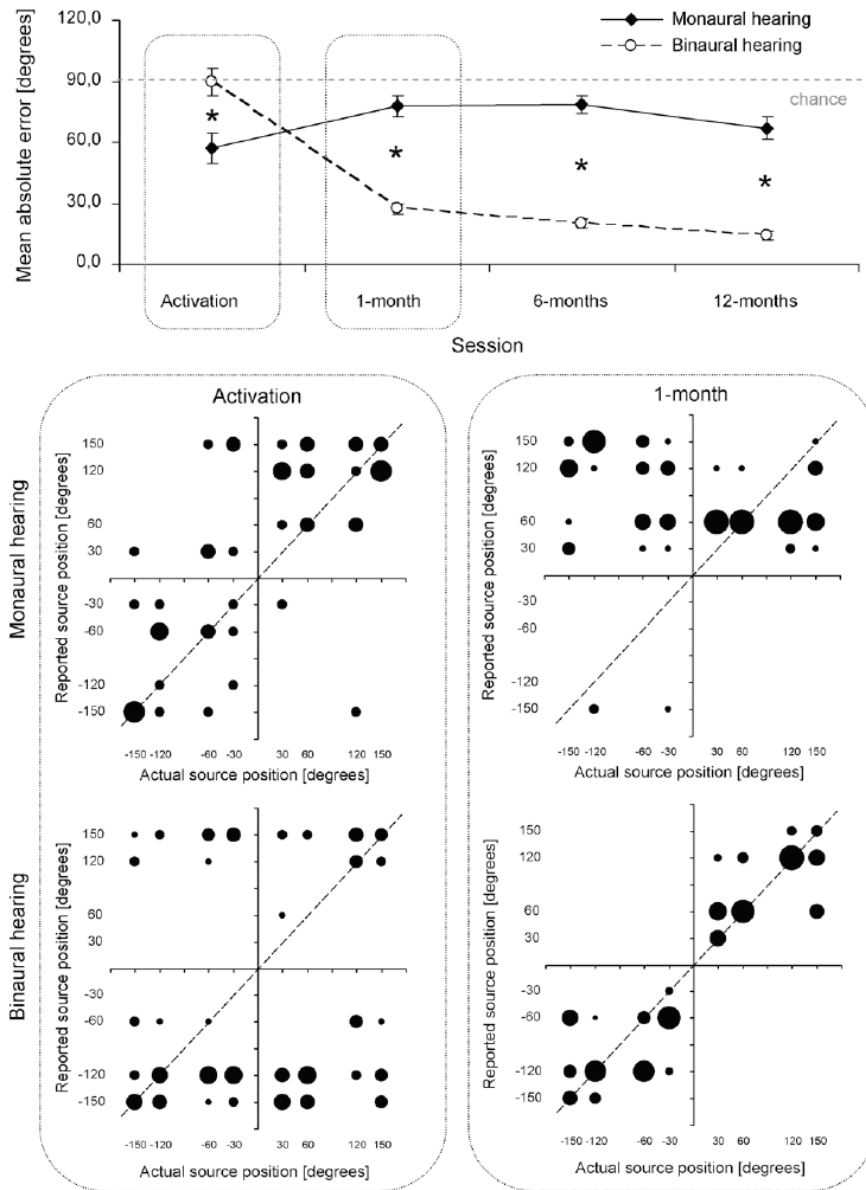 Mean absolute error [degrees]
120,0
90,0
60,0
30,0
0,0
Monaural hearing
Binaural hearing
chance
*
*
*
*
Activation
1-month
6-months
12-months
Session
Activation
1-month
Monaural hearing
Reported source position [degrees]
150
120
60
30
-30
-60
-120
-150
-150 -120 -60 -30 30 60 120 150
Actual source position [degrees]
Reported source position [degrees]
150
120
60
30
-30
-60
-120
-150
-150 -120 -60 -30 30 60 120 150
Actual source position [degrees]
Binaural hearing
Reported source position [degrees]
150
120
60
30
-30
-60
-120
-150
-150 -120 -60 -30 30 60 120 150
Actual source position [degrees]
Reported source position [degrees]
150
120
60
30
-30
-60
-120
-150
-150 -120 -60 -30 30 60 120 150
Actual source position [degrees]